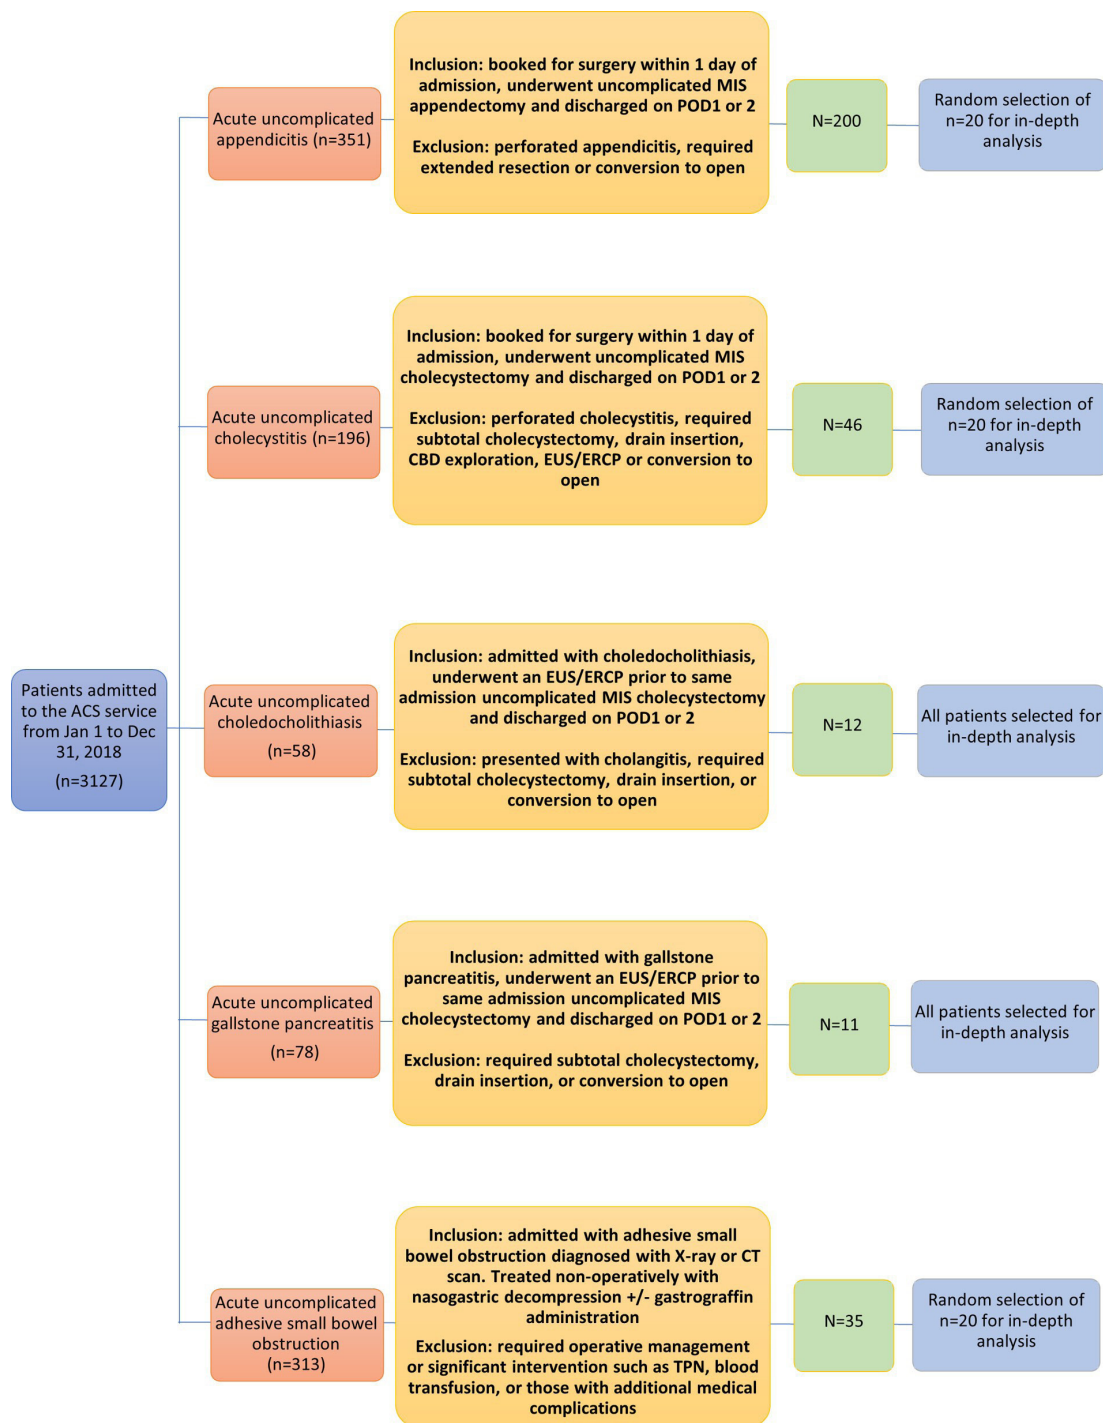 Acute uncomplicated
appendicitis (n=351)
Inclusion: booked for surgery within 1 day of
admission, underwent uncomplicated MIS
appendectomy and discharged on POD1 or 2
Exclusion: perforated appendicitis, required
extended resection or conversion to open
N=200
Random selection of
n=20 for in-depth
analysis
Acute uncomplicated
cholecystitis (n=196)
Inclusion: booked for surgery within 1 day of
admission, underwent uncomplicated MIS
cholecystectomy and discharged on POD1 or 2
Exclusion: perforated cholecystitis, required
subtotal cholecystectomy, drain insertion,
CBD exploration, EUS/ERCP or conversion to
open
N=46
Random selection of
n=20 for in-depth
analysis
Patients admitted
to the ACS service
from Jan 1 to Dec
31, 2018
(n=3127)
Acute uncomplicated
choledocholithiasis
(n=58)
Inclusion: admitted with choledocholithiasis,
underwent an EUS/ERCP prior to same
admission uncomplicated MIS cholecystectomy
and discharged on POD1 or 2
Exclusion: presented with cholangitis, required
subtotal cholecystectomy, drain insertion, or
conversion to open
N=12
All patients selected for
in-depth analysis
Acute uncomplicated
gallstone pancreatitis
(n=78)
Inclusion: admitted with gallstone
pancreatitis, underwent an EUS/ERCP prior to
same admission uncomplicated MIS
cholecystectomy and discharged on POD1 or 2
Exclusion: required subtotal cholecystectomy,
drain insertion, or conversion to open
N=11
All patients selected for
in-depth analysis
Acute uncomplicated
adhesive small bowel
obstruction
(n=313)
Inclusion: admitted with adhesive small
bowel obstruction diagnosed with X-ray or CT
scan. Treated non-operatively with
nasogastric decompression +/- gastrograffin
administration
Exclusion: required operative management
or significant intervention such as TPN, blood
transfusion, or those with additional medical
complications
N=35
Random selection of
n=20 for in-depth
analysis